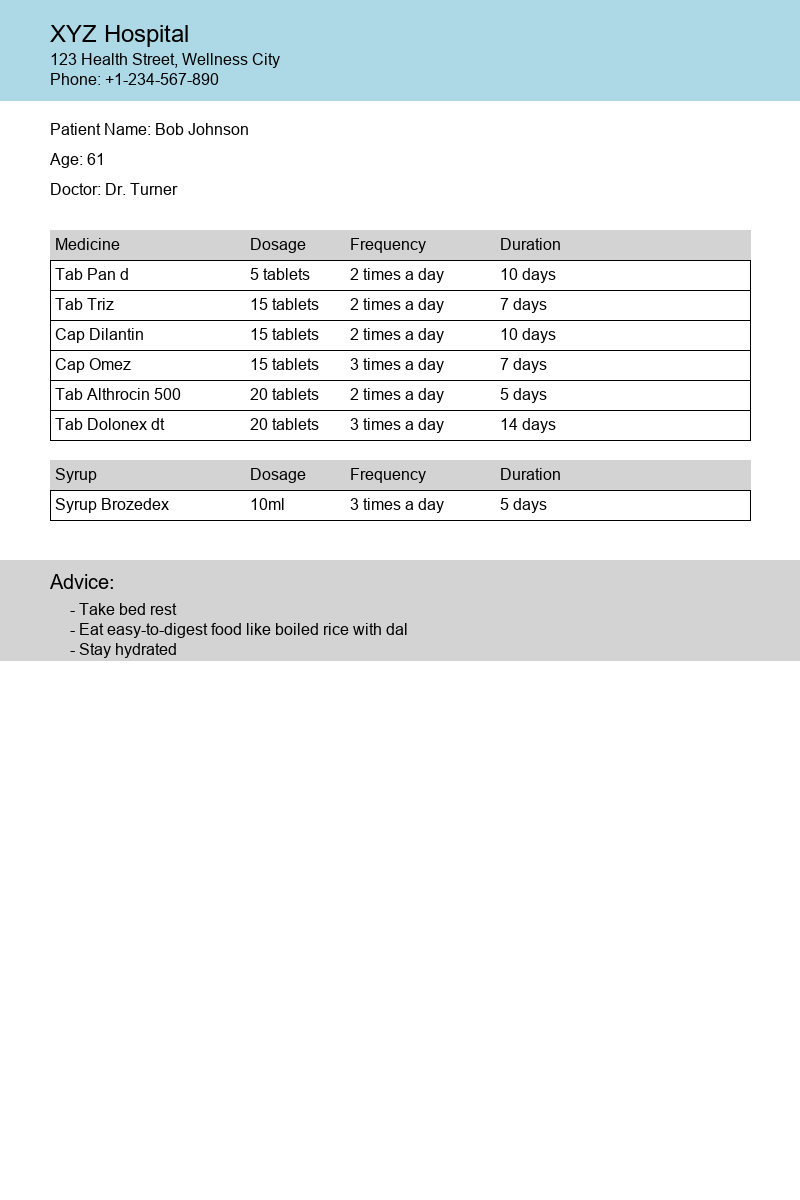 XYZ Hospital
123 Health Street, Wellness City
Phone: +1-234-567-890
Patient Name: Bob Johnson
Age: 61
Doctor: Dr. Turner
Medicine Dosage Frequency Duration
Tab Pan d 5 tablets 2 times a day 10 days
Tab Triz 15 tablets 2 times a day 7 days
Cap Dilantin 15 tablets 2 times a day 10 days
Cap Omez 15 tablets 3 times a day 7 days
Tab Althrocin 500 20 tablets 2 times a day 5 days
Tab Dolonex dt 20 tablets 3 times a day 14 days
Syrup Dosage Frequency Duration
Syrup Brozedex 10ml 3 times a day 5 days
Advice:
- Take bed rest
- Eat easy-to-digest food like boiled rice with dal
- Stay hydrated